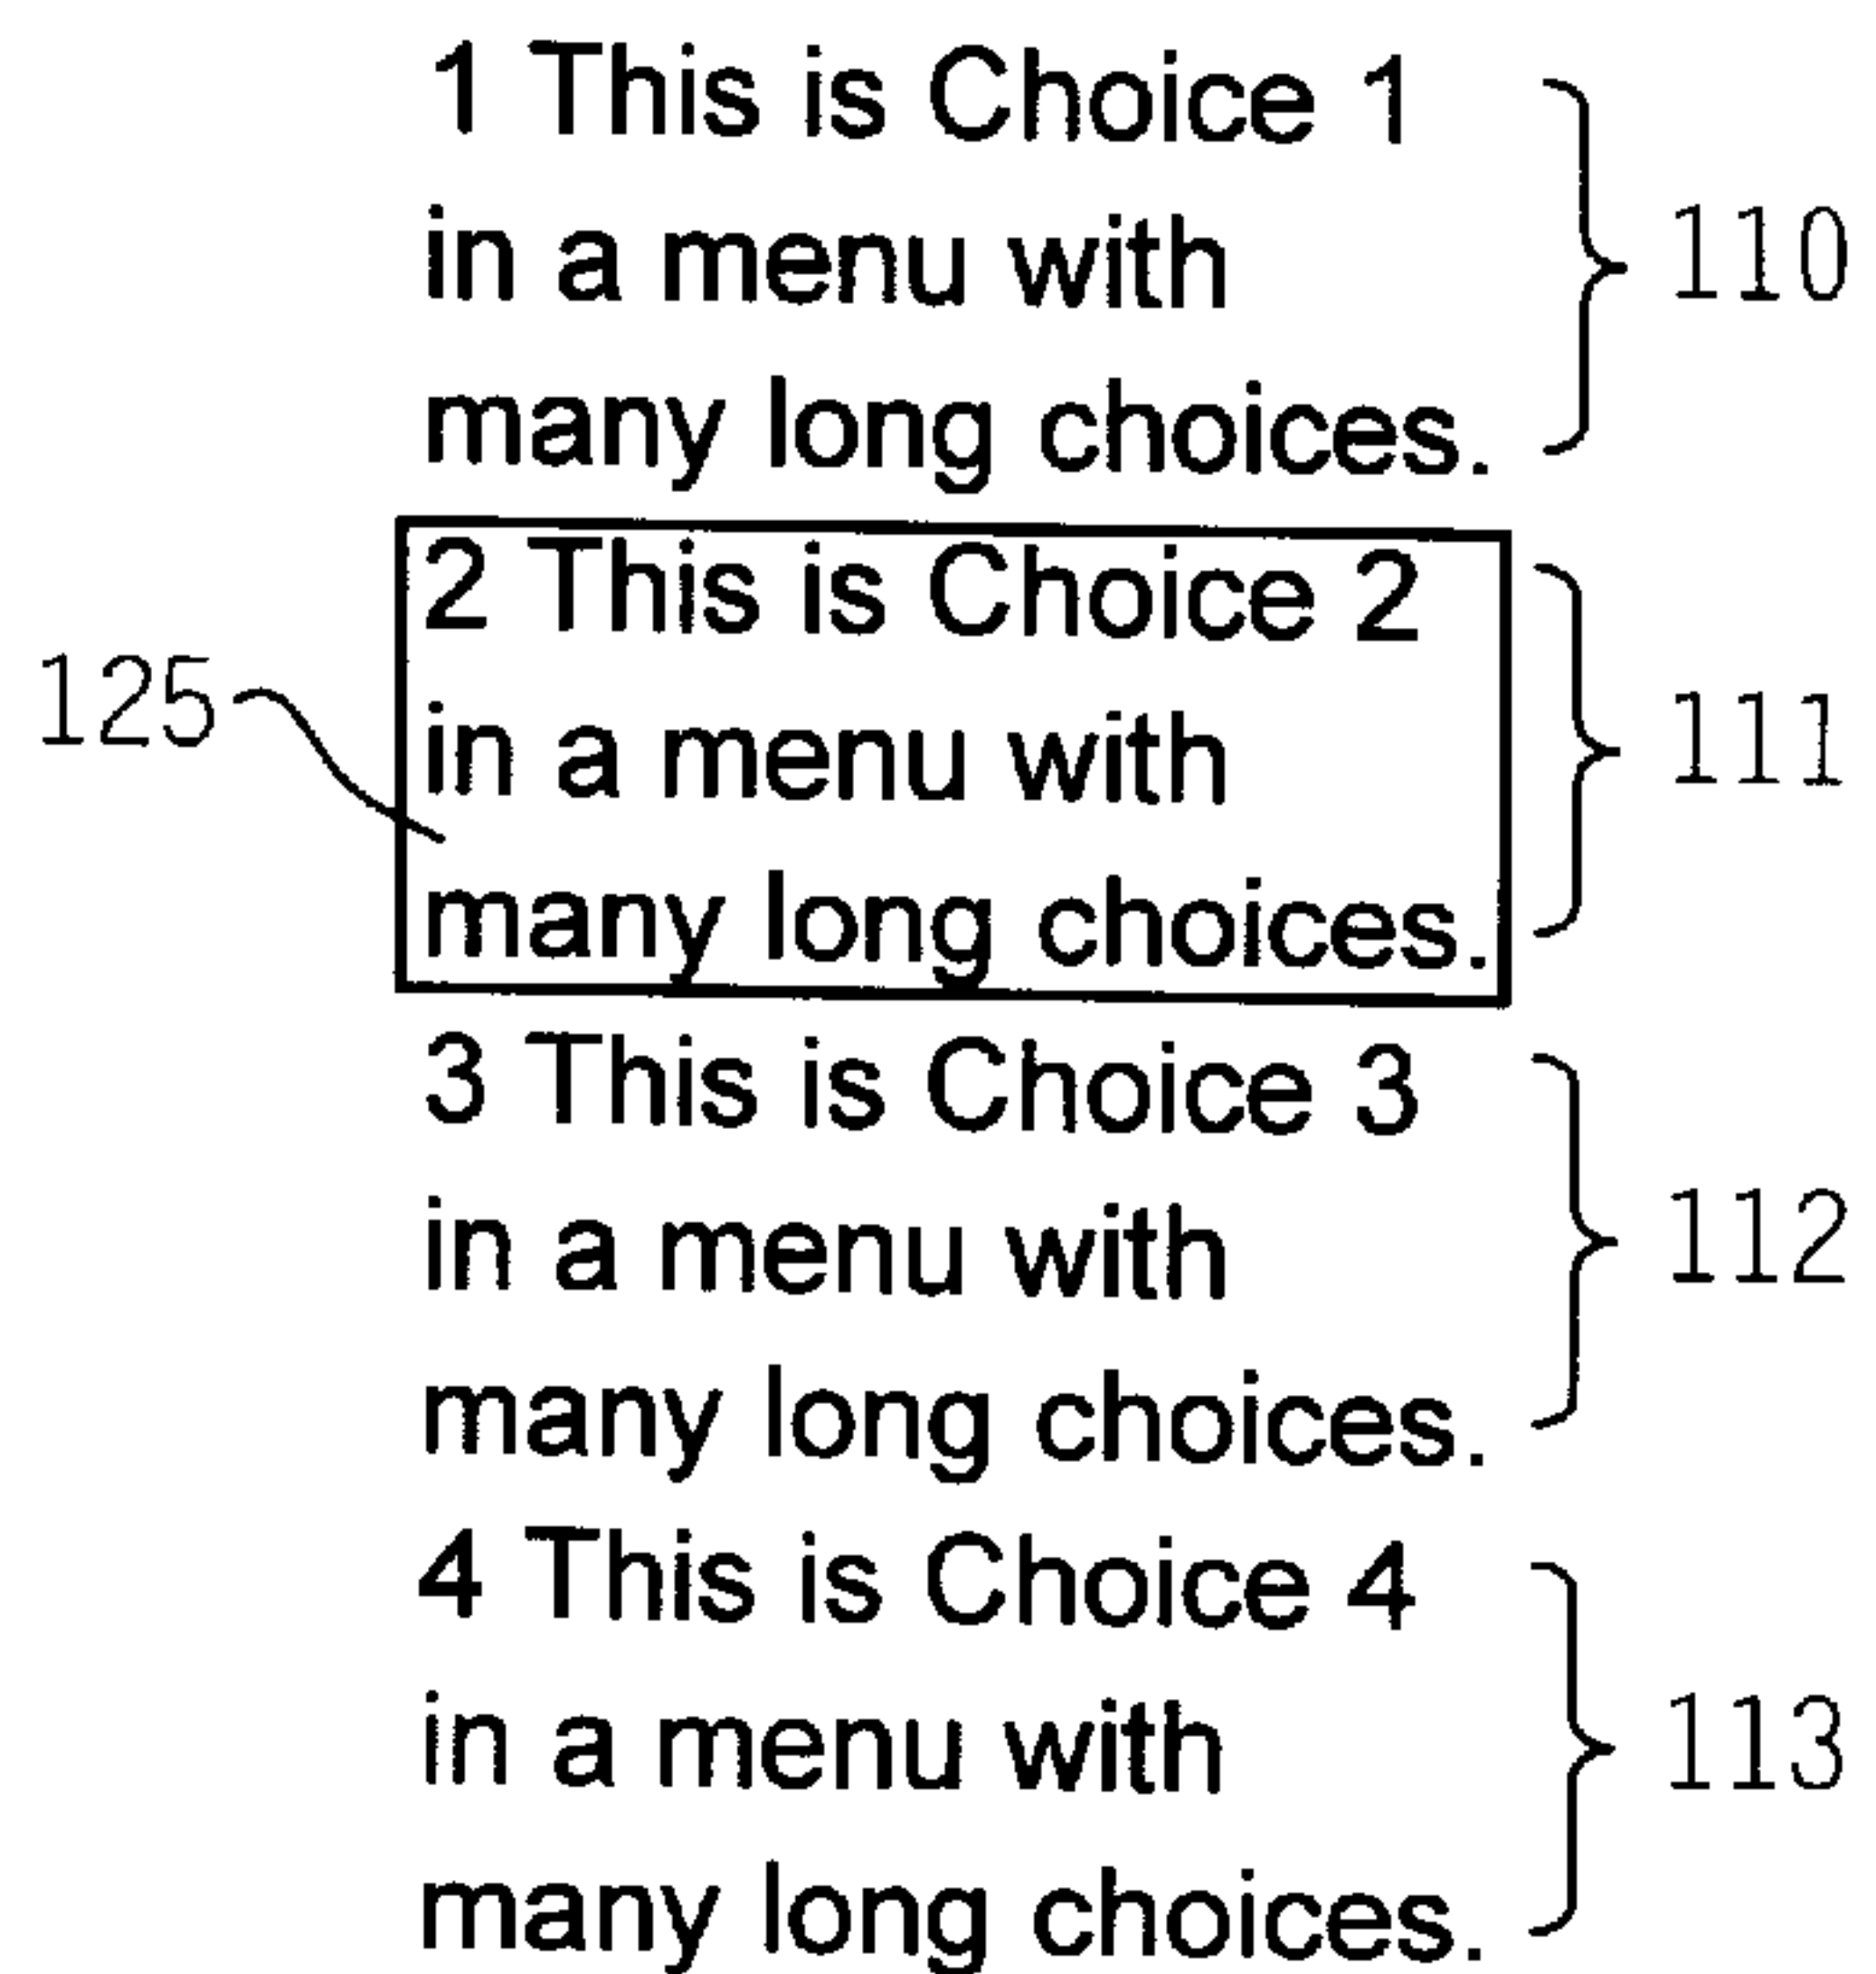 1 This is Choice 1
in a menu with
many long choices.
110
2 This is Choice 2
in a menu with
many long choices.
125
111
3 This is Choice 3
in a menu with
many long choices.
112
4 This is Choice 4
in a menu with
many long choices.
113